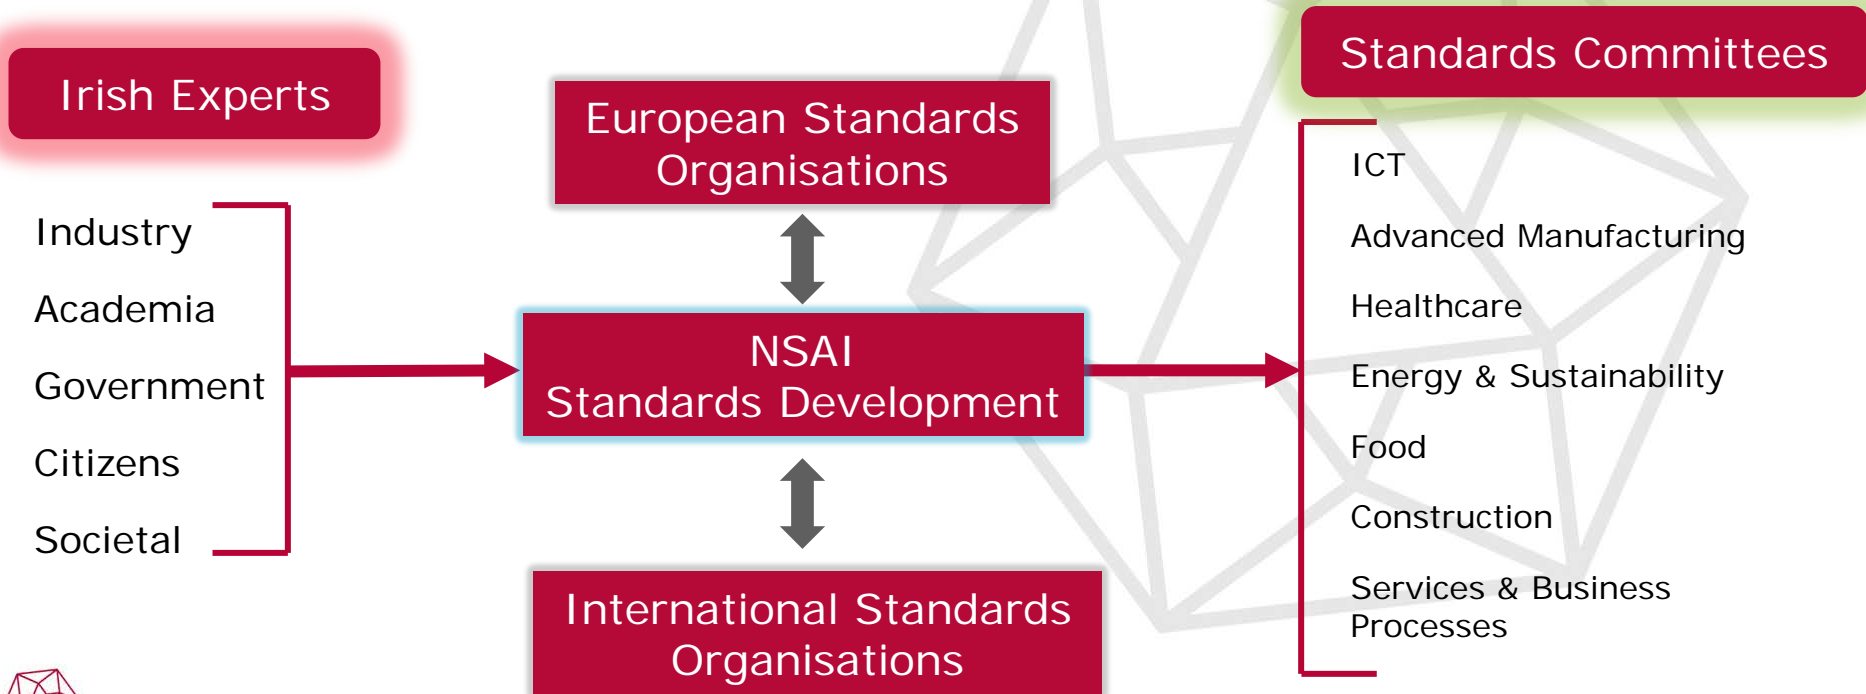 Irish Experts
Industry
Academia
Government
Citizens
Societal
European Standards
Organisations
NSAI
Standards Development
International Standards
Organisations
Standards Committees
ICT
Advanced Manufacturing
Healthcare
Energy & Sustainability
Food
Construction
Services & Business
Processes